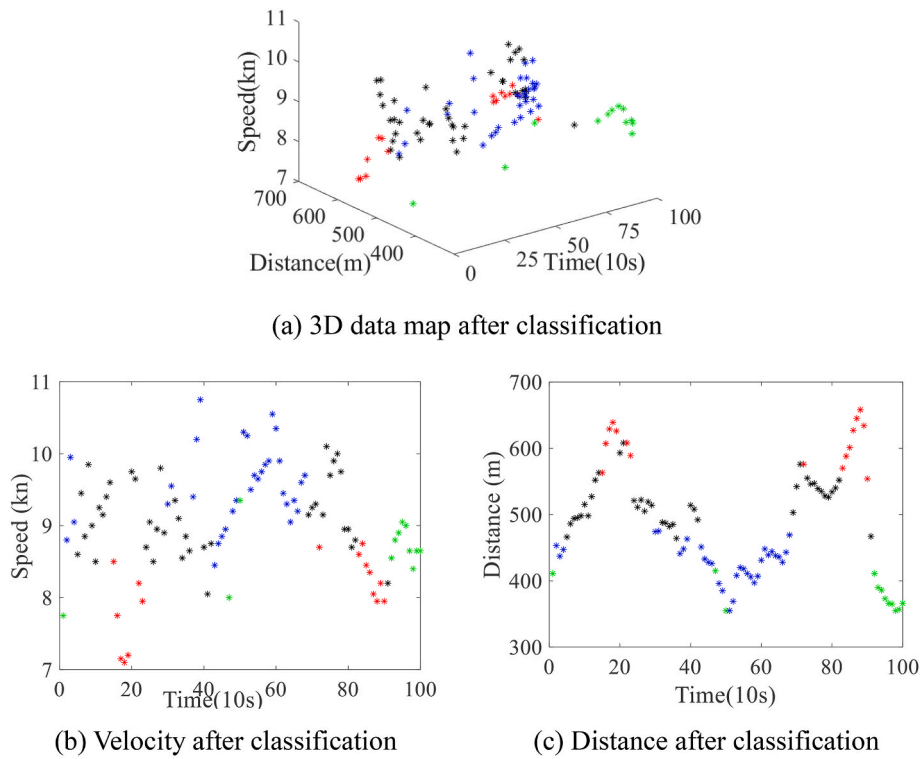 11
10
9
8
7
Speed(kn)
700
600
500
400
Distance(m)
0
25
50
75
100
Time(10s)
(a) 3D data map after classification
11
10
9
8
7
Speed (kn)
0 20 40 60 80 100
Time(10s)
(b) Velocity after classification
700
600
500
400
300
Distance (m)
0 20 40 60 80 100
Time(10s)
(c) Distance after classification